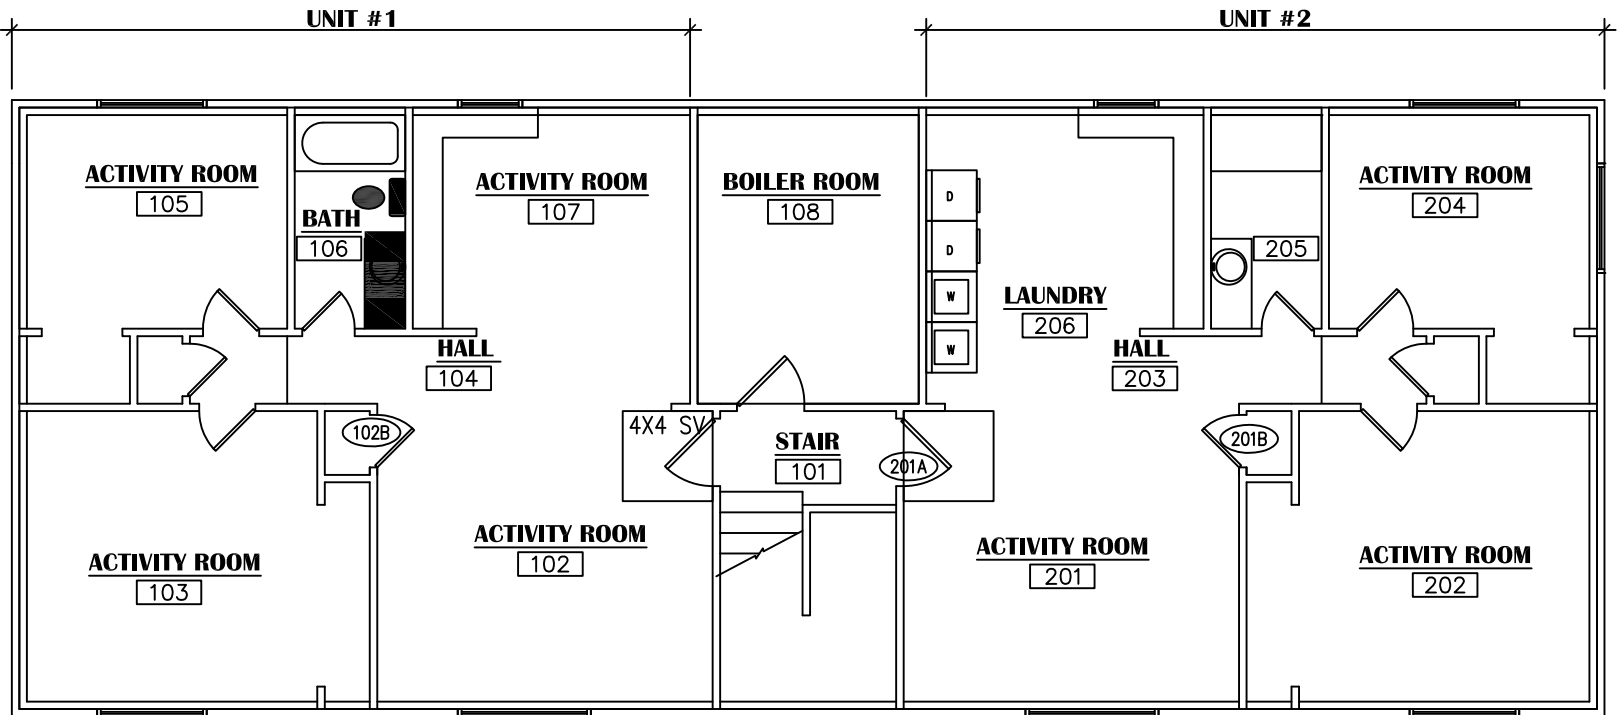 UNIT #1
UNIT #2
ACTIVITY ROOM
105
BATH
106
ACTIVITY ROOM
107
BOILER ROOM
108
D
D
W
W
LAUNDRY
206
205
ACTIVITY ROOM
204
HALL
104
HALL
203
102B
4X4 SV
STAIR
101
201A
201B
ACTIVITY ROOM
103
ACTIVITY ROOM
102
ACTIVITY ROOM
201
ACTIVITY ROOM
202